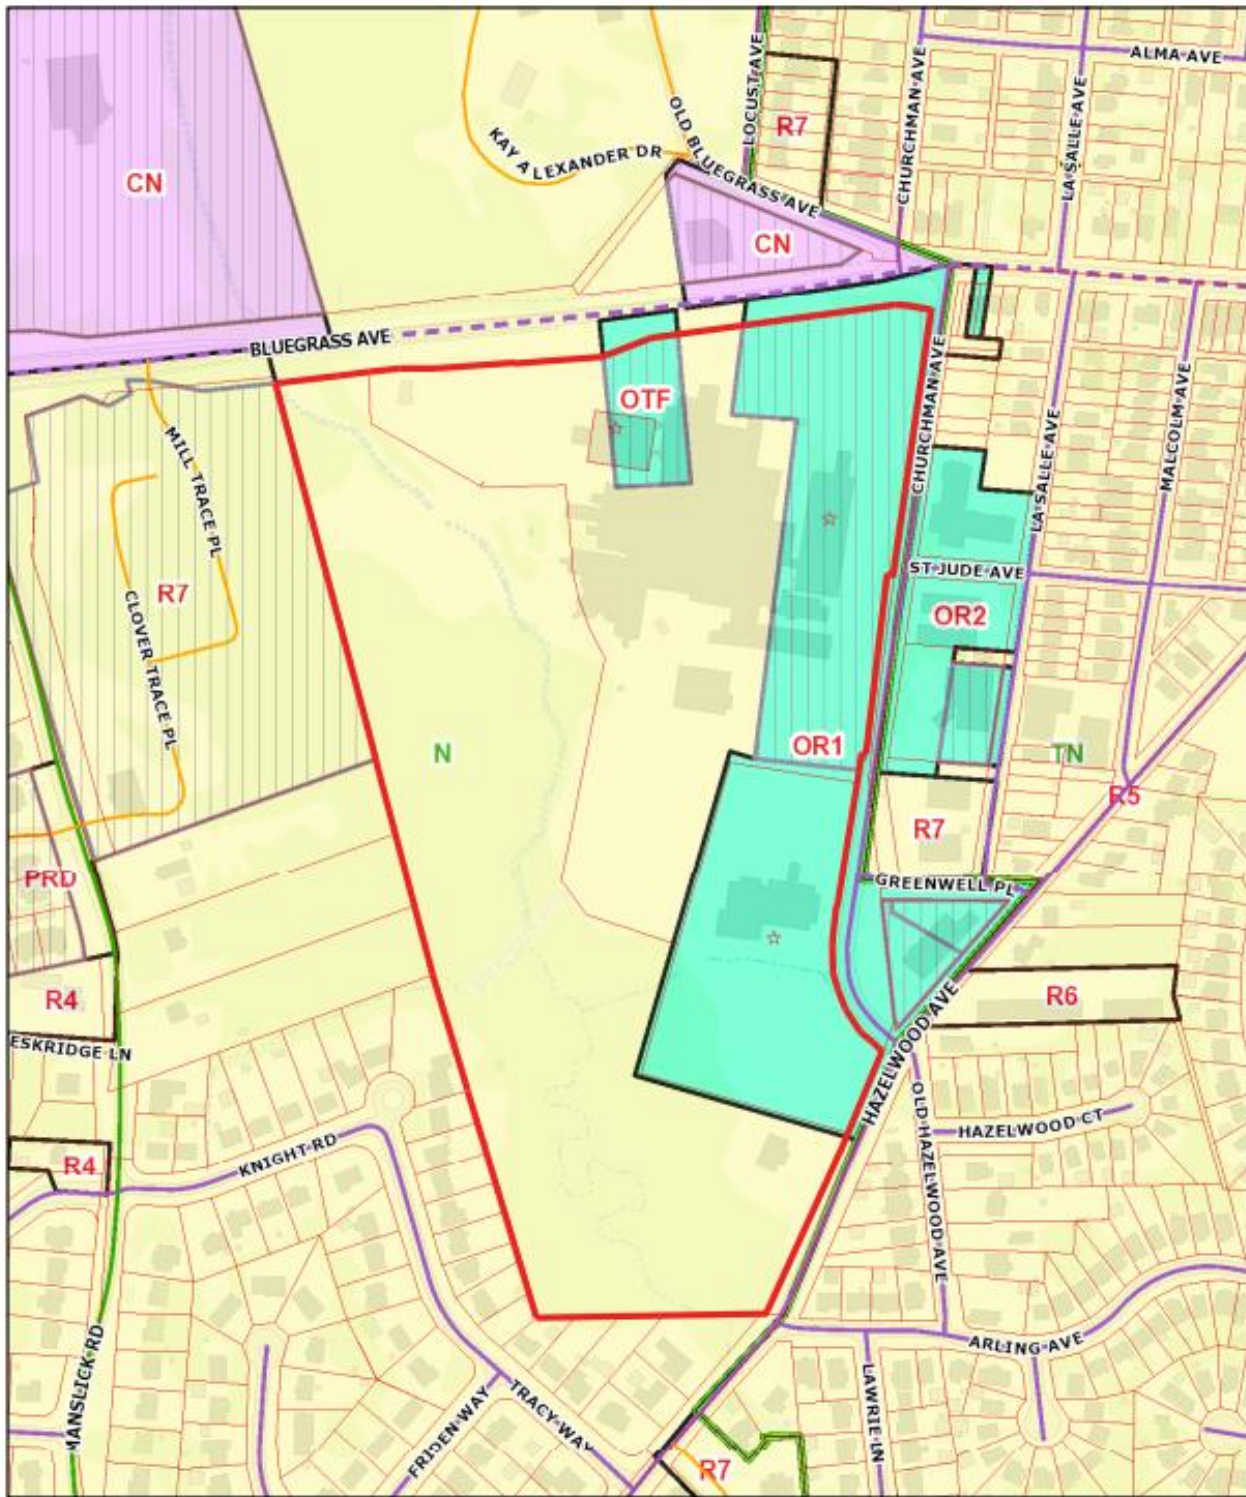 ALMA AVE
LOCUST AVE
CHURCHMAN AVE
LA SALLE AVE
R7
OLD BLUEGRASS AVE
KAY ALEXANDER DR
CN
CN
BLUEGRASS AVE
CHURCHMAN AVE
MALCOLM AVE
OTF
LA SALLE AVE
MILL TRACE PL
ST JUDE AVE
R7
CLOVER TRACE PL
OR2
N
OR1
TN
R5
R7
PRD
GREENWELL PL
R4
R6
HAZELWOOD AVE
ESKRIDGE LN
OLD HAZELWOOD AVE
HAZELWOOD CT
KNIGHT RD
R4
MANSLICK RD
ARLING AVE
LAWRIE LN
TRACY WAY
FRIDEN WAY
R7